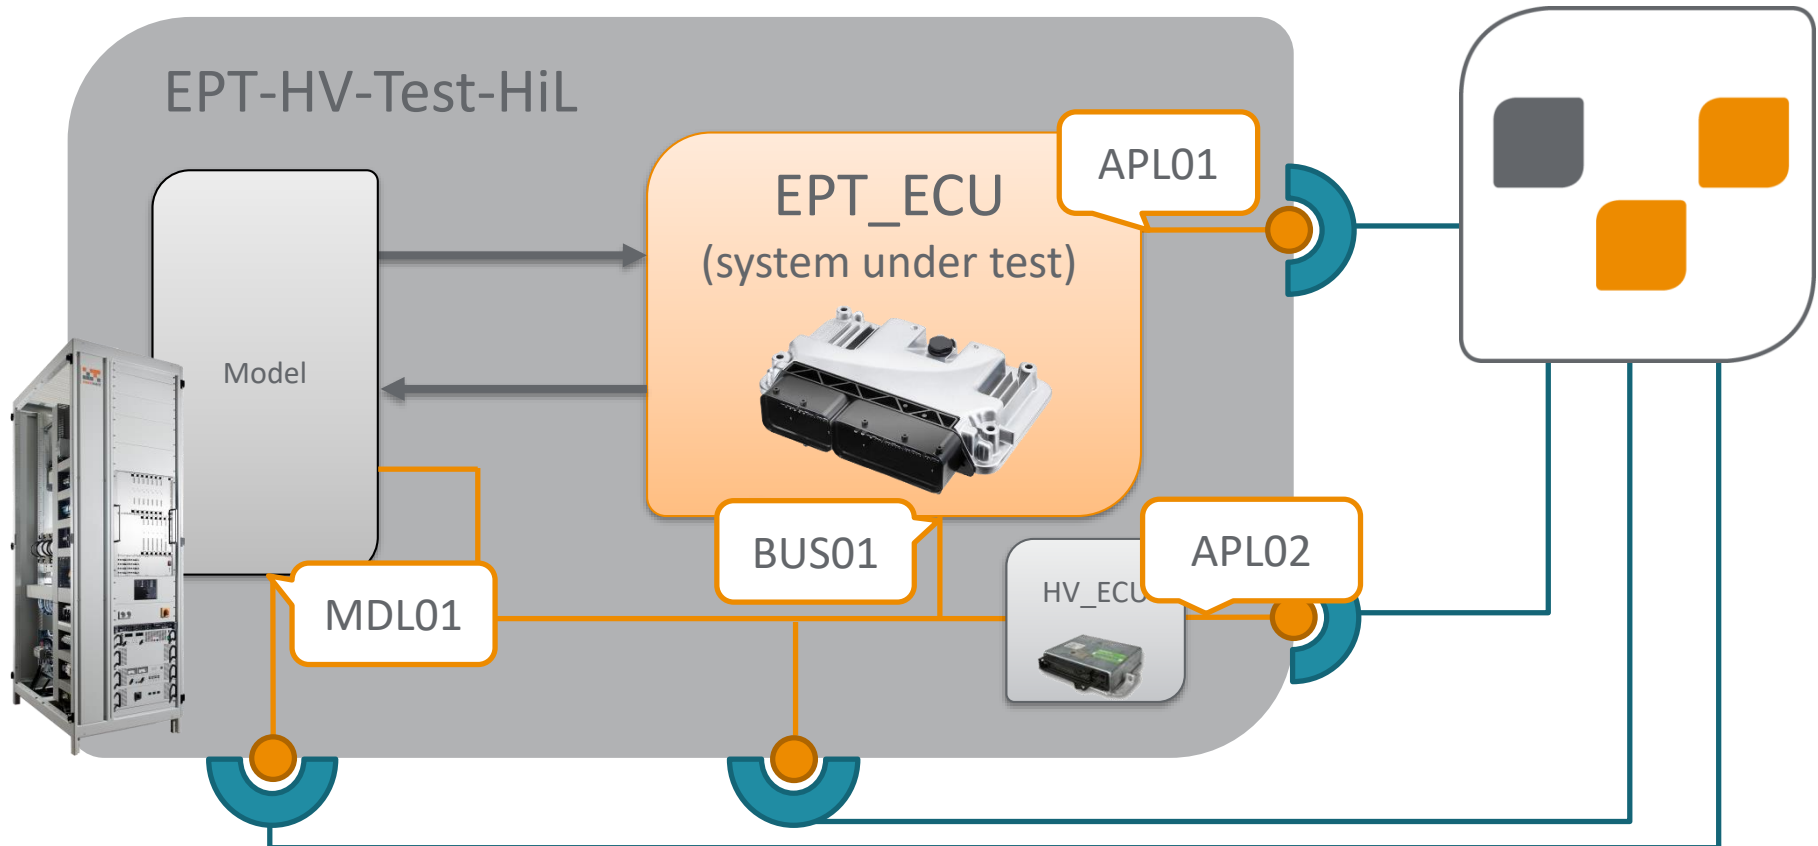 EPT-HV-Test-HiL
APL01
EPT_ECU
(system under test)
Model
BUS01
APL02
HV_ECU
MDL01